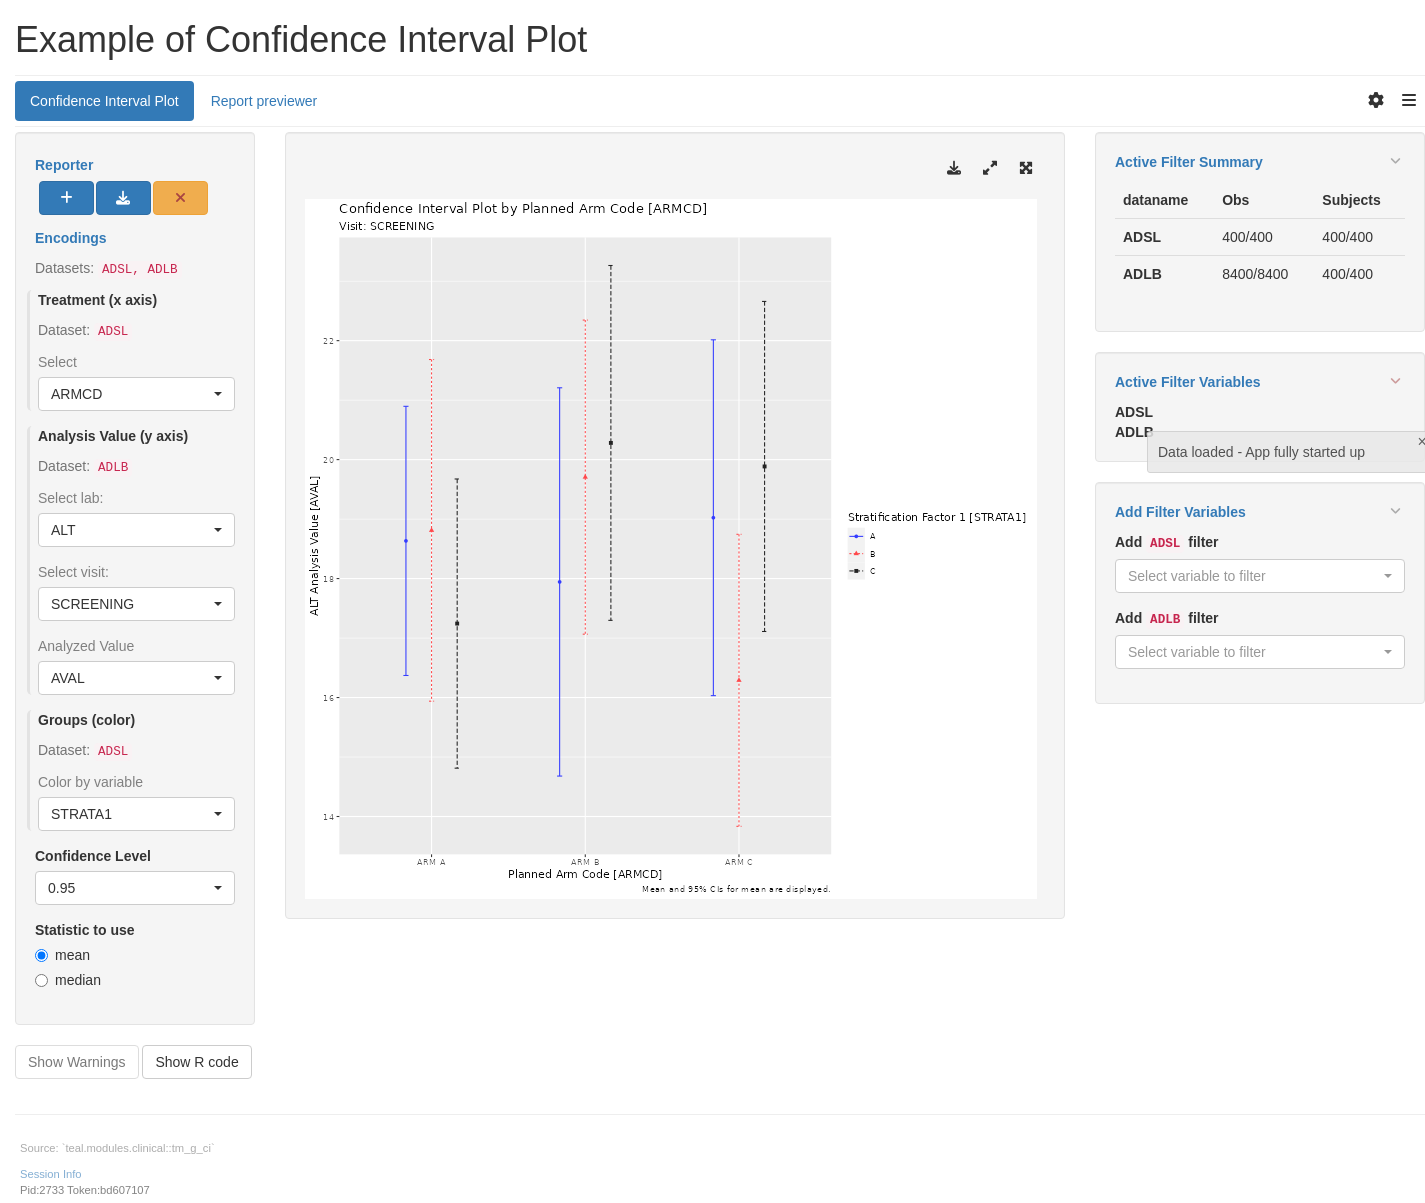 Example of Confidence Interval Plot
Confidence Interval Plot
Report previewer
Reporter
Encodings
Datasets: ADSL, ADLB
Treatment (x axis)
Dataset: ADSL
Select
ARMCD
Analysis Value (y axis)
Dataset: ADLB
Select lab:
ALT
Select visit:
SCREENING
Analyzed Value
AVAL
Groups (color)
Dataset: ADSL
Color by variable
STRATA1
Confidence Level
0.95
Statistic to use
mean
median
Show Warnings
Show R code
Confidence Interval Plot by Planned Arm Code [ARMCD]
Visit: SCREENING
ALT Analysis Value [AVAL]
22
20
18
16
14
ARM A
ARM B
ARM C
Planned Arm Code [ARMCD]
Mean and 95% CIs for mean are displayed.
Stratification Factor 1 [STRATA1]
A
B
C
Active Filter Summary
dataname Obs Subjects
ADSL 400/400 400/400
ADLB 8400/8400 400/400
Active Filter Variables
ADSL
ADLB
Data loaded - App fully started up
Add Filter Variables
Add ADSL filter
Select variable to filter
Add ADLB filter
Select variable to filter
Source: `teal.modules.clinical::tm_g_ci`
Session Info
Pid:2733 Token:bd607107